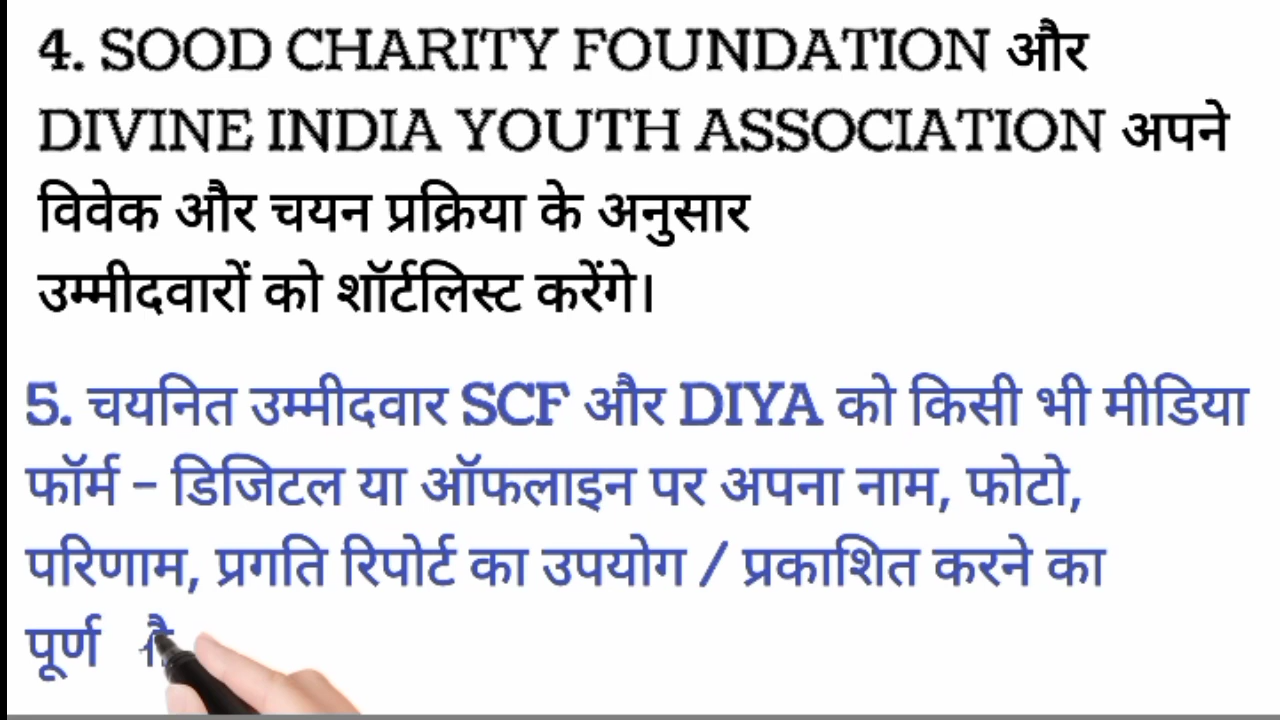 4. SOOD CHARITY FOUNDATION और
DIVINE INDIA YOUTH ASSOCIATION अपने
विवेक और चयन प्रक्रिया के अनुसार
उम्मीदवारों को शॉर्टलिस्ट करेंगे।
5. चयनित उम्मीदवार SCF और DIYA को किसी भी मीडिया
फॉर्म - डिजिटल या ऑफलाइन पर अपना नाम, फोटो,
परिणाम, प्रगति रिपोर्ट का उपयोग / प्रकाशित करने का
पूर्ण